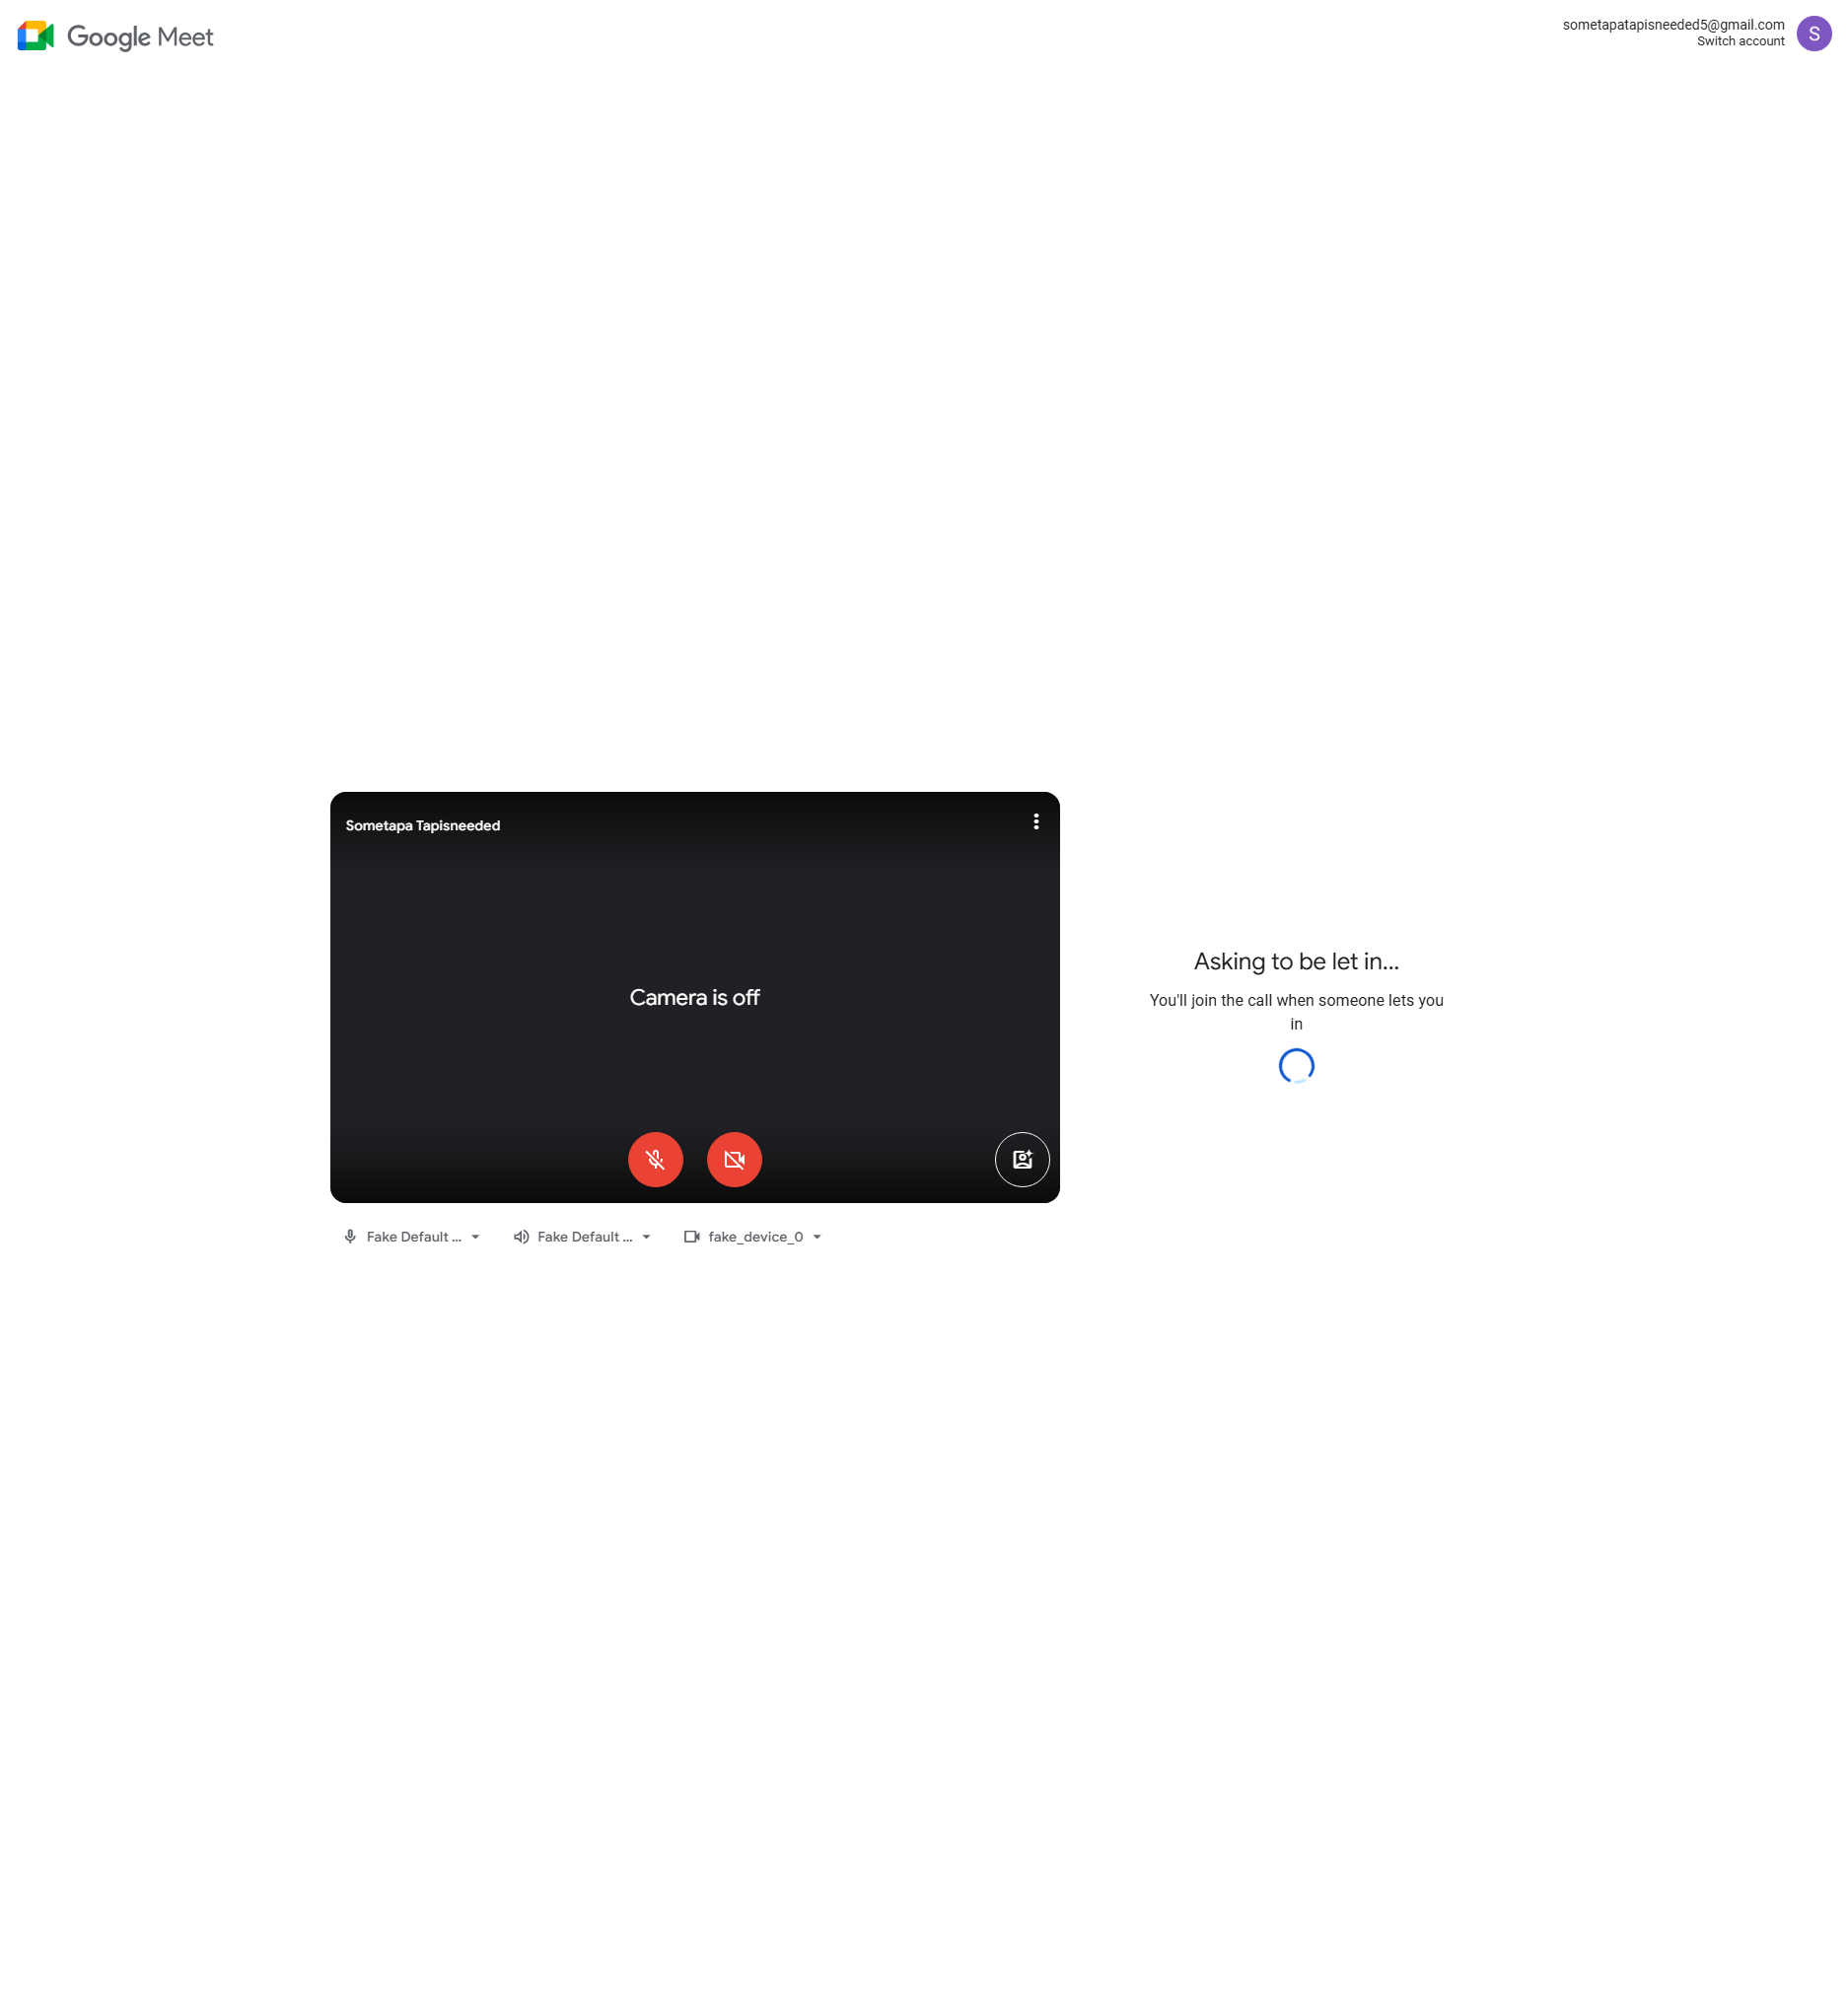 Google Meet
sometapatapisneeded5@gmail.com
Switch account
S
Sometapa Tapisneeded
Camera is off
Asking to be let in...
You'll join the call when someone lets you
in
Fake Default ...
Fake Default ...
fake_device_0